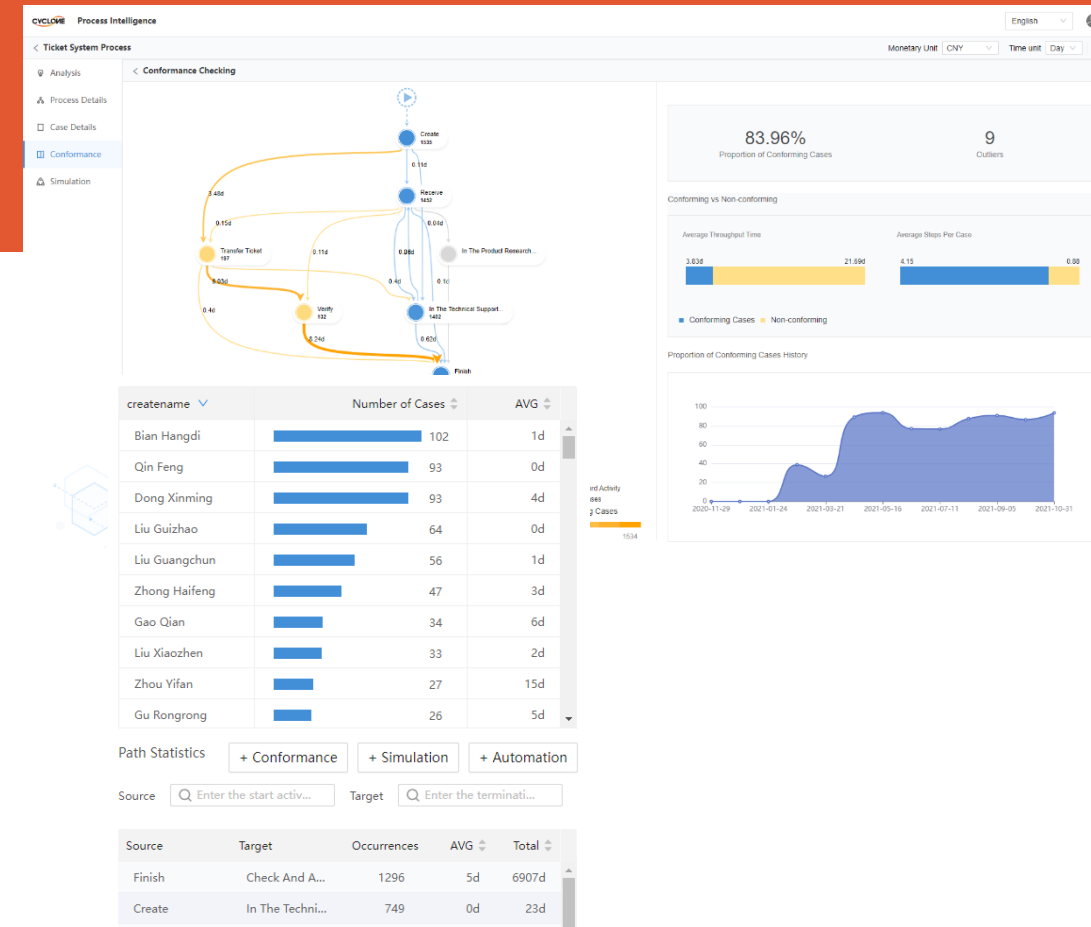 CYCLONE Process Intelligence English
< Ticket System Process Monetary Unit CNY Time unit Day
Analysis
Process Details
Case Details
Conformance
Simulation
< Conformance Checking
Create
1535
0.11d
Receive
1452
3.48d
0.15d
0.04d
Transfer Ticket
197
0.11d
In The Product Research...
0.4d
0.1d
Verify
132
In The Technical Support...
1402
0.4d
0.62d
Finish
83.96%
Proportion of Conforming Cases
9
Outliers
Conforming vs Non-conforming
Average Throughput Time
3.83d 21.69d
Average Steps Per Case
4.15 0.88
Conforming Cases Non-conforming
Proportion of Conforming Cases History
100
80
60
40
20
0
2020-11-29 2021-01-24 2021-03-21 2021-05-16 2021-07-11 2021-09-05 2021-10-31
createname Number of Cases AVG
Bian Hangdi 102 1d
Qin Feng 93 0d
Dong Xinming 93 4d
Liu Guizhao 64 0d
Liu Guangchun 56 1d
Zhong Haifeng 47 3d
Gao Qian 34 6d
Liu Xiaozhen 33 2d
Zhou Yifan 27 15d
Gu Rongrong 26 5d
rd Activity
Cases
1534
Path Statistics + Conformance + Simulation + Automation
Source Enter the start activ... Target Enter the terminati...
Source Target Occurrences AVG Total
Finish Check And A... 1296 5d 6907d
Create In The Techni... 749 0d 23d